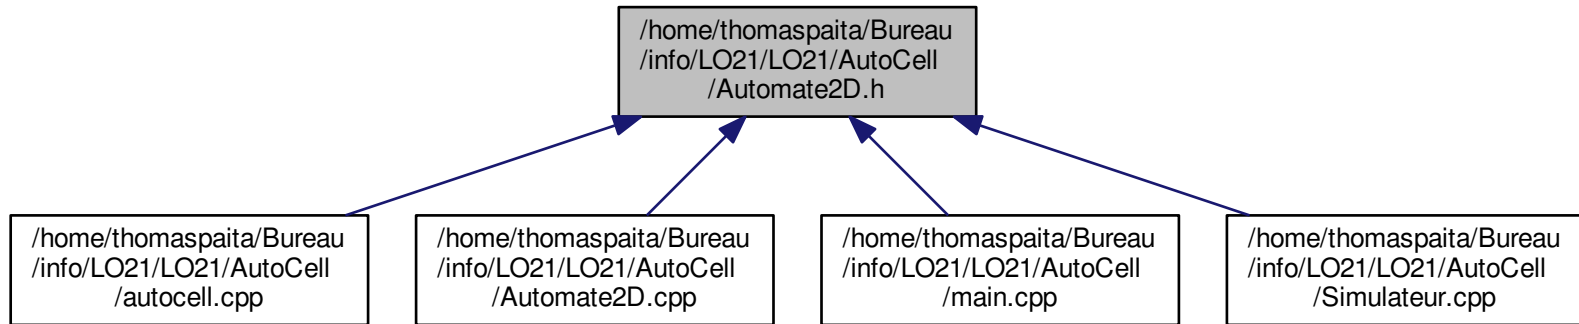 /home/thomaspaita/Bureau
/info/LO21/LO21/AutoCell
/Automate2D.h
/home/thomaspaita/Bureau
/info/LO21/LO21/AutoCell
/autocell.cpp
/home/thomaspaita/Bureau
/info/LO21/LO21/AutoCell
/Automate2D.cpp
/home/thomaspaita/Bureau
/info/LO21/LO21/AutoCell
/main.cpp
/home/thomaspaita/Bureau
/info/LO21/LO21/AutoCell
/Simulateur.cpp